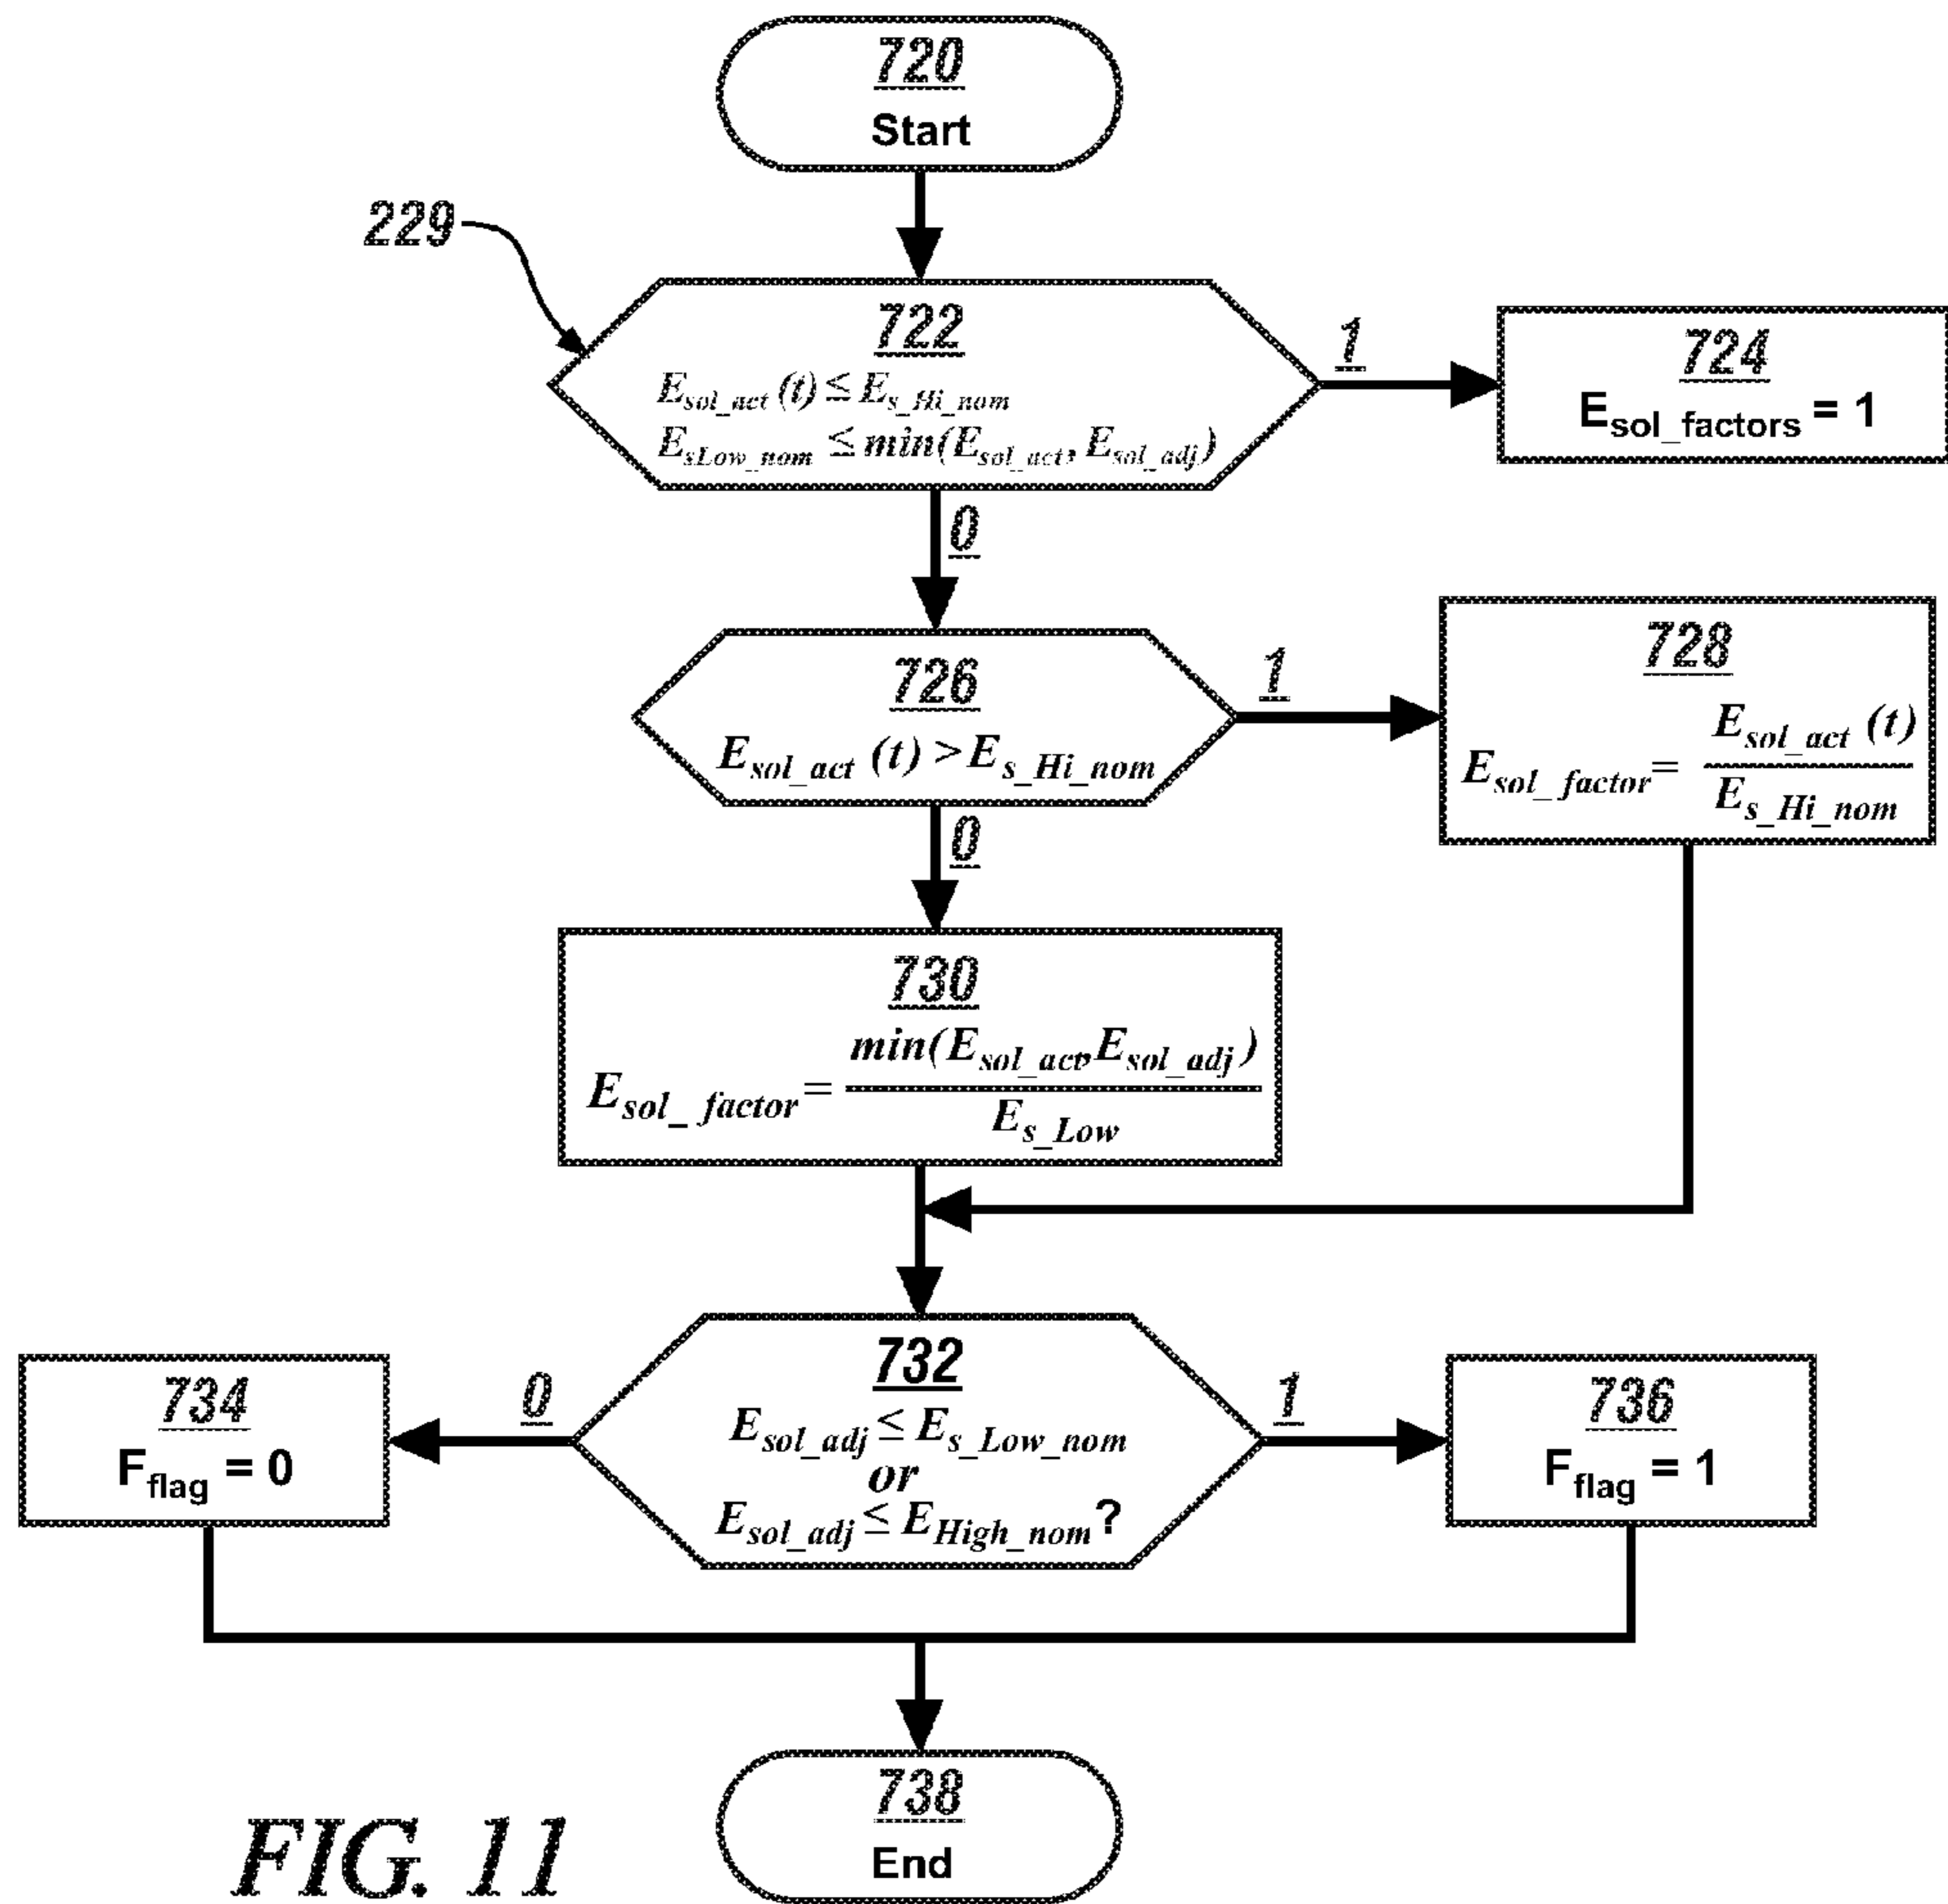 720
Start
229
722
E_sol_act (t) ≤ E_s_Hi_nom
E_sLow_nom ≤ min(E_sol_act, E_sol_adj)
1
724
E_sol_factors = 1
0
726
E_sol_act (t) > E_s_Hi_nom
1
728
E_sol_factor = E_sol_act (t) / E_s_Hi_nom
0
730
E_sol_factor = min(E_sol_act, E_sol_adj) / E_s_Low
732
E_sol_adj ≤ E_s_Low_nom
or
E_sol_adj ≤ E_High_nom ?
0
734
F_flag = 0
1
736
F_flag = 1
738
End
FIG. 11